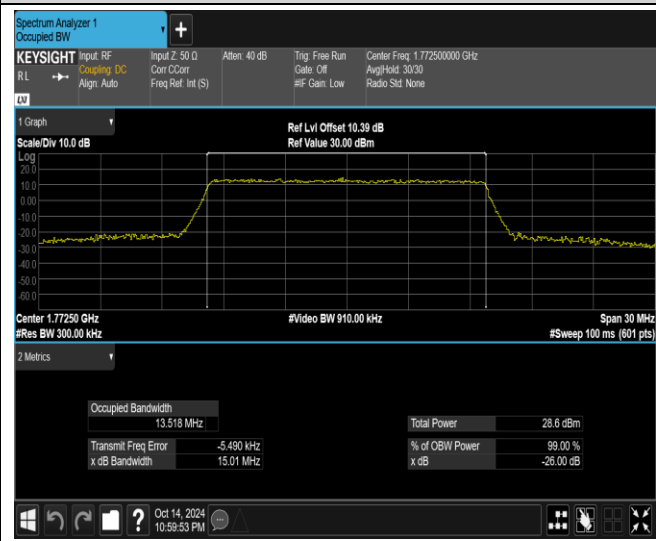 Spectrum Analyzer 1
Occupied BW
+
KEYSIGHT Input: RF Input Z: 50 Ω Atten: 40 dB Trig: Free Run Center Freq: 1.772500000 GHz
RL Coupling: DC Corr CCorr Gate: Off Avg|Hold: 30/30
Align: Auto Freq Ref: Int (S) #IF Gain: Low Radio Std: None
LXI
1 Graph Ref Lvl Offset 10.39 dB
Scale/Div 10.0 dB Ref Value 30.00 dBm
Log
20.0
10.0
0.00
-10.0
-20.0
-30.0
-40.0
-50.0
-60.0
Center 1.77250 GHz #Video BW 910.00 kHz Span 30 MHz
#Res BW 300.00 kHz #Sweep 100 ms (601 pts)
2 Metrics
Occupied Bandwidth
13.518 MHz Total Power 28.6 dBm
Transmit Freq Error -5.490 kHz % of OBW Power 99.00 %
x dB Bandwidth 15.01 MHz x dB -26.00 dB
? Oct 14, 2024
10:59:53 PM